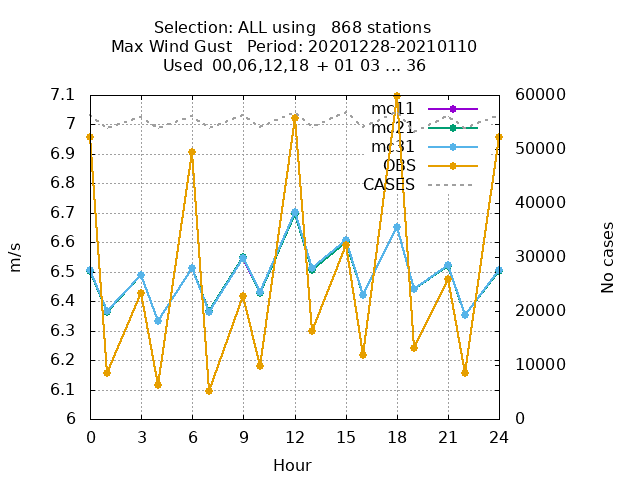 Selection: ALL using   868 stations
Max Wind Gust   Period: 20201228-20210110
Used  00,06,12,18 + 01 03 ... 36
7.1
7
6.9
6.8
6.7
6.6
6.5
6.4
6.3
6.2
6.1
6
m/s
60000
50000
40000
30000
20000
10000
0
No cases
mc11
mc21
mc31
OBS
CASES
0 3 6 9 12 15 18 21 24
Hour